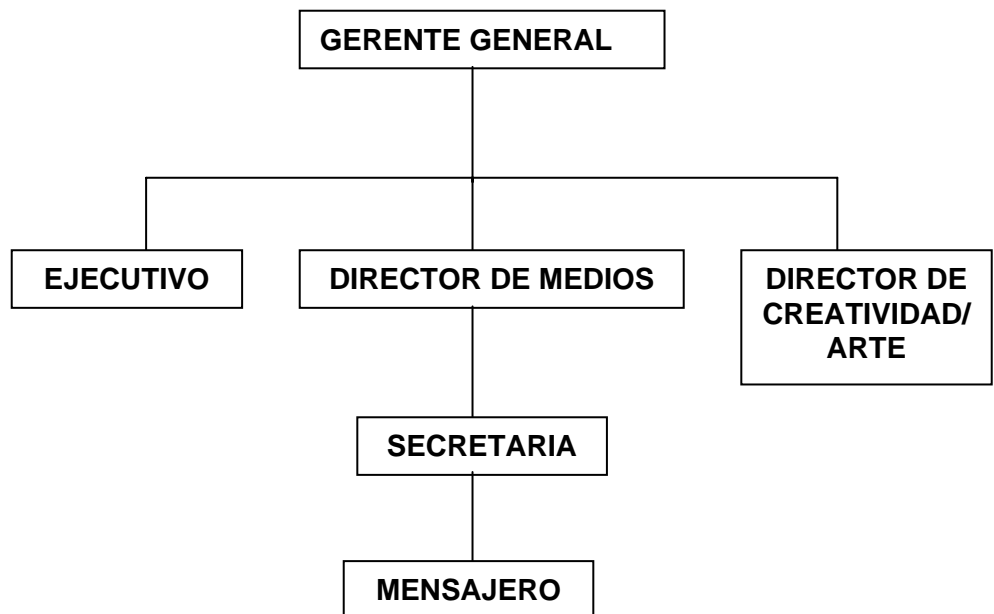 GERENTE GENERAL
EJECUTIVO
DIRECTOR DE MEDIOS
DIRECTOR DE
CREATIVIDAD/
ARTE
SECRETARIA
MENSAJERO